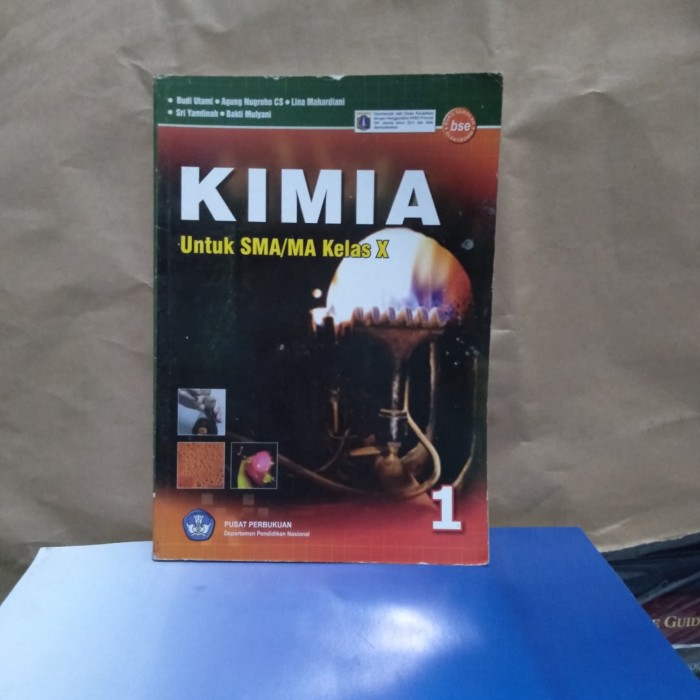 • Budi Utami • Agung Nugroho CS • Lina Mahardiani
• Sri Yamtinah • Bakti Mulyani
bse
KIMIA
Untuk SMA/MA Kelas X
1
PUSAT PERBUKUAN
Departemen Pendidikan Nasional
GUID